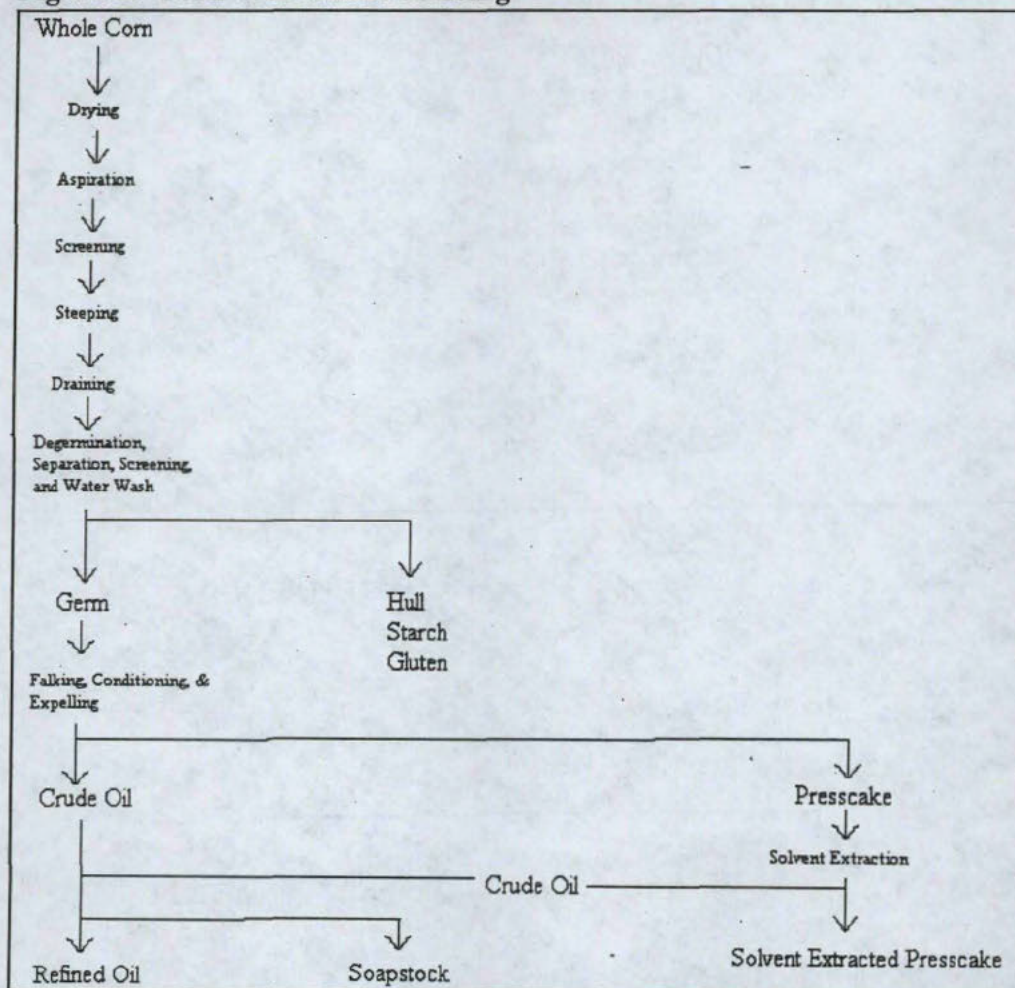 Whole Corn
Drying
Aspiration
Screening
Steeping
Draining
Degermination,
Separation, Screening,
and Water Wash
Germ
Hull
Starch
Gluten
Falking, Conditioning, &
Expelling
Crude Oil
Presscake
Solvent Extraction
Crude Oil
Refined Oil
Soapstock
Solvent Extracted Presscake